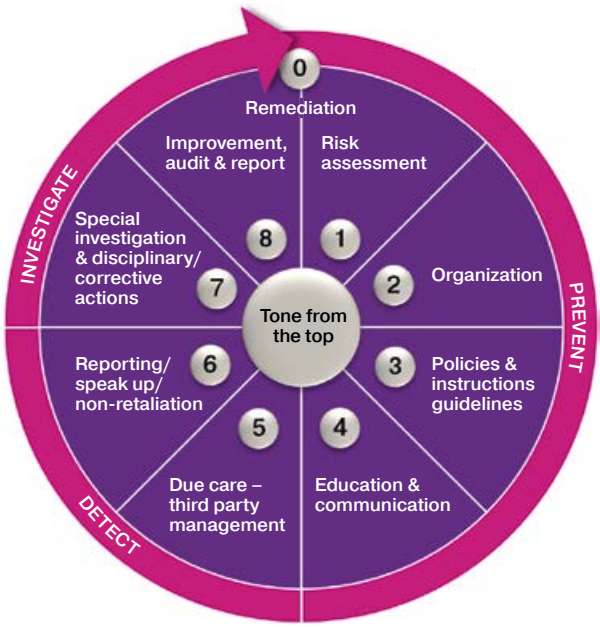 0
Remediation
Improvement,
audit & report
Risk
assessment
8
1
Special
investigation
& disciplinary/
corrective
actions
7
2
Organization
Tone from
the top
Reporting/
speak up/
non-retaliation
6
3
Policies &
instructions
guidelines
5
4
Due care –
third party
management
Education &
communication
INVESTIGATE
PREVENT
DETECT